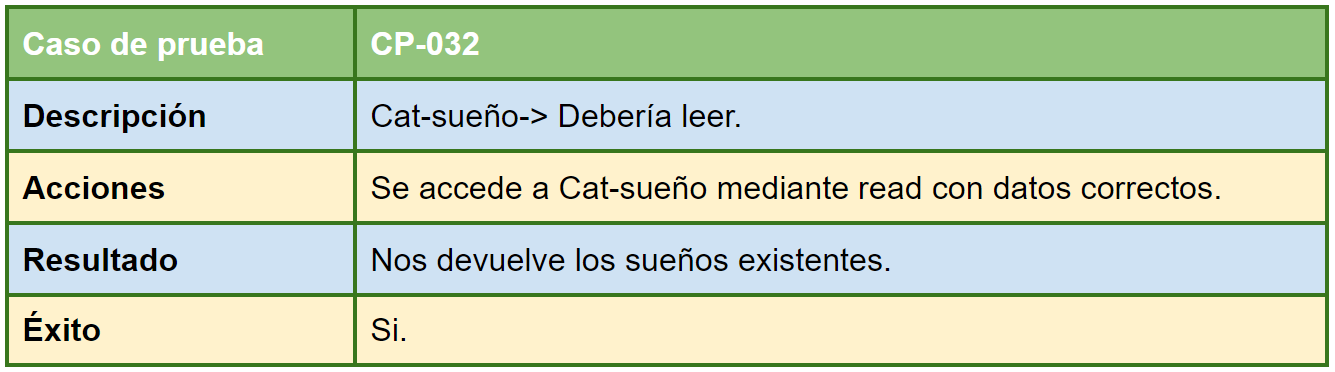 Caso de prueba CP-032
Descripción Cat-sueño-> Debería leer.
Acciones Se accede a Cat-sueño mediante read con datos correctos.
Resultado Nos devuelve los sueños existentes.
Éxito Si.